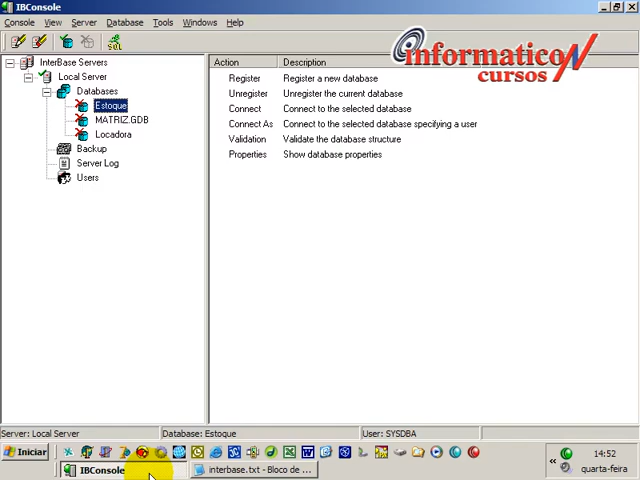 IBConsole
Console View Server Database Tools Windows Help
SQL
InterBase Servers
Local Server
Databases
Estoque
MATRIZ.GDB
Locadora
Backup
Server Log
Users
Action Description
Register Register a new database
Unregister Unregister the current database
Connect Connect to the selected database
Connect As Connect to the selected database specifying a user
Validation Validate the database structure
Properties Show database properties
informaticon
cursos
Server: Local Server Database: Estoque User: SYSDBA
Iniciar
IBConsole
interbase.txt - Bloco de ...
14:52
quarta-feira